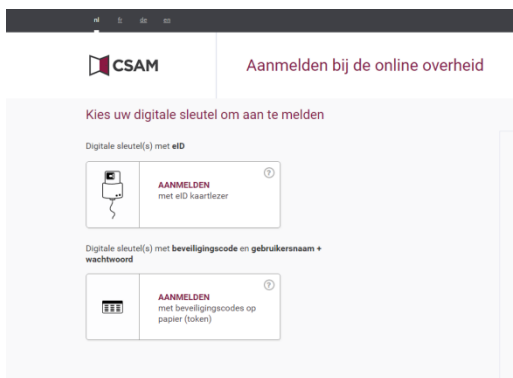 nl fr de en
CSAM
Aanmelden bij de online overheid
Kies uw digitale sleutel om aan te melden
Digitale sleutel(s) met eID
?
AANMELDEN
met eID kaartlezer
Digitale sleutel(s) met beveiligingscode en gebruikersnaam +
wachtwoord
?
AANMELDEN
met beveiligingscodes op
papier (token)